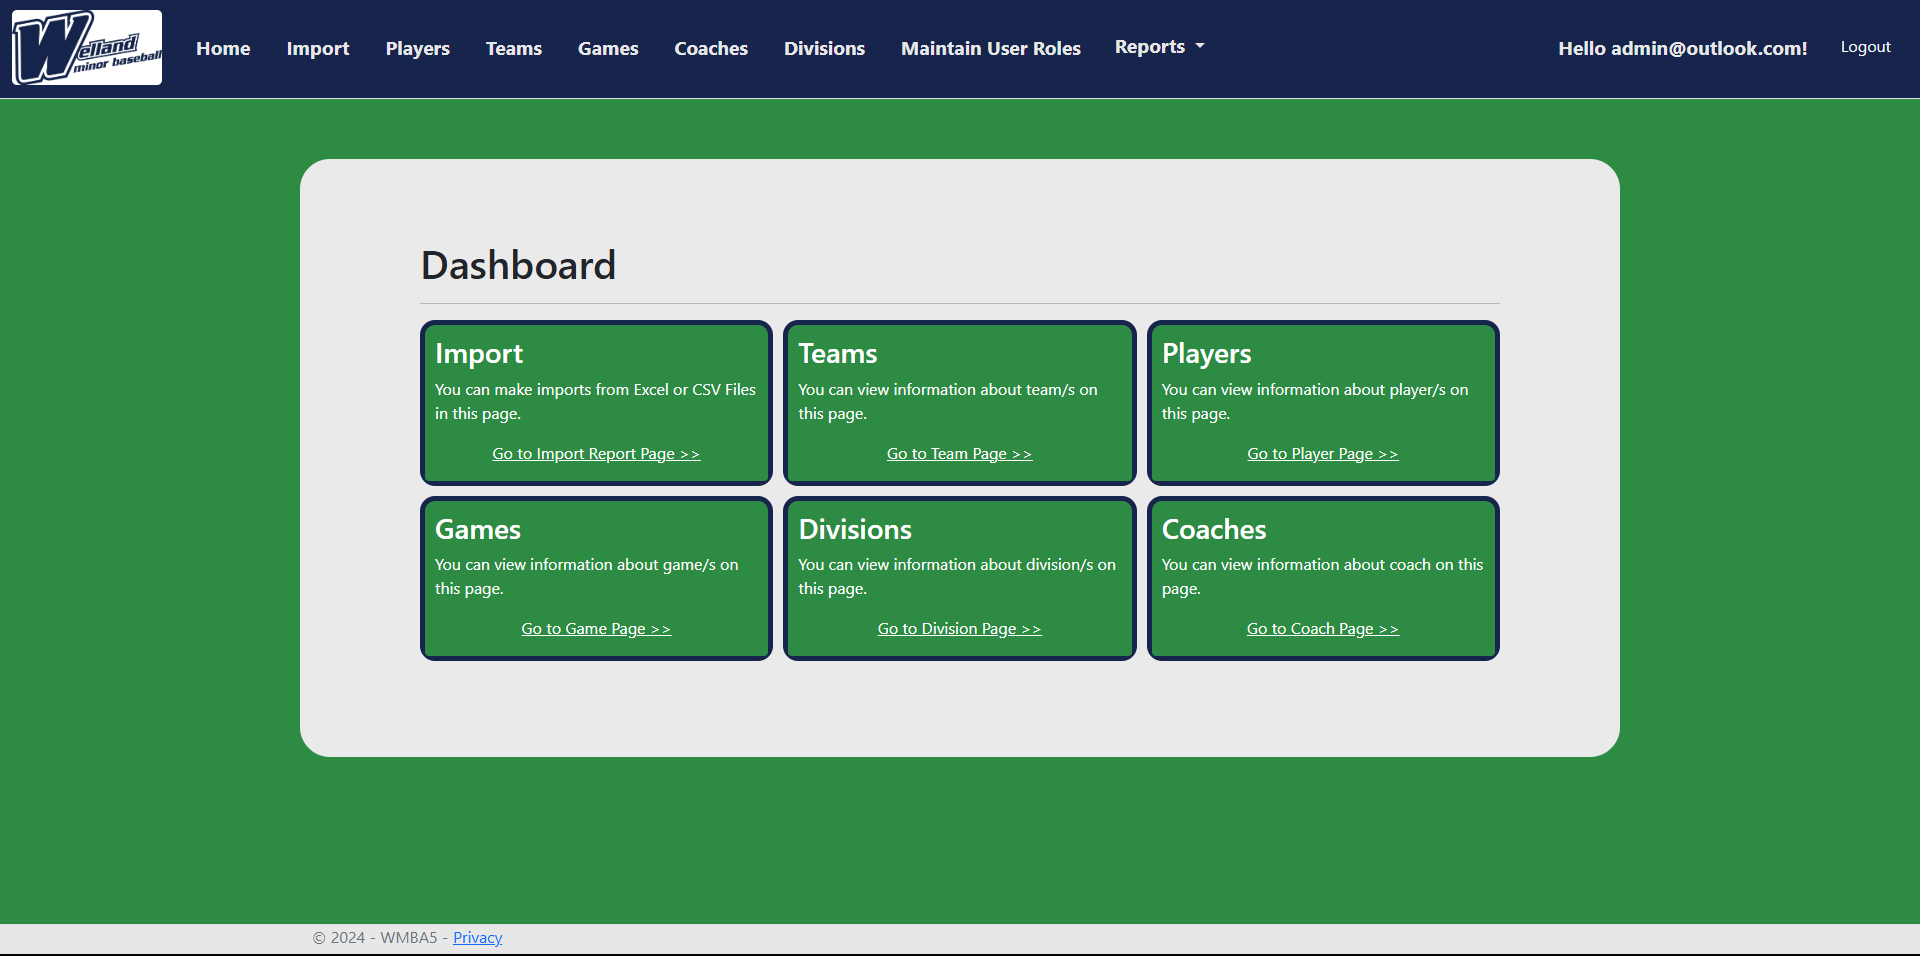 Welland
minor baseball
Home Import Players Teams Games Coaches Divisions Maintain User Roles Reports Hello admin@outlook.com! Logout
Dashboard
Import
You can make imports from Excel or CSV Files
in this page.
Go to Import Report Page >>
Teams
You can view information about team/s on
this page.
Go to Team Page >>
Players
You can view information about player/s on
this page.
Go to Player Page >>
Games
You can view information about game/s on
this page.
Go to Game Page >>
Divisions
You can view information about division/s on
this page.
Go to Division Page >>
Coaches
You can view information about coach on this
page.
Go to Coach Page >>
© 2024 - WMBA5 - Privacy